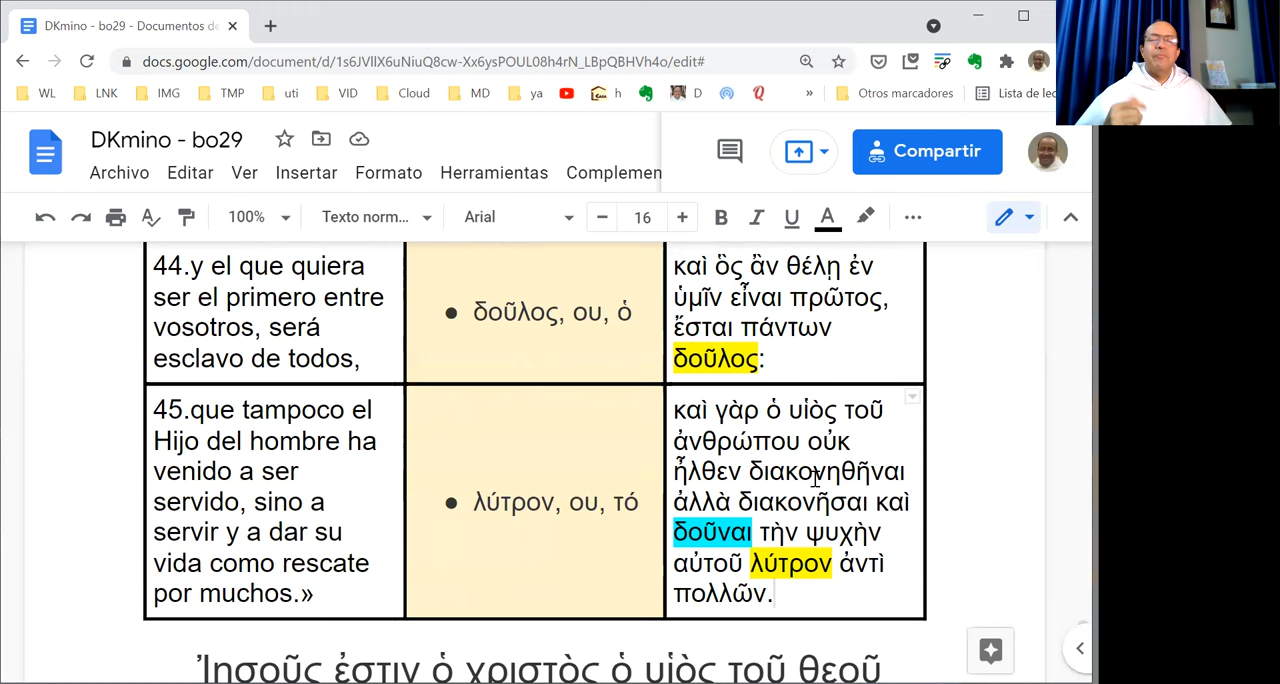 DKmino - bo29 - Documentos de
docs.google.com/document/d/1s6JVllX6uNiuQ8cw-Xx6ysPOUL08h4rN_LBpQBHVh4o/edit#
WL LNK IMG TMP uti VID Cloud MD ya h D » Otros marcadores Lista de lec
DKmino - bo29
Compartir
Archivo Editar Ver Insertar Formato Herramientas Complemen
100% Texto norm... Arial 16 B I U A
44.y el que quiera
ser el primero entre
vosotros, será
esclavo de todos,
● δοῦλος, ου, ὁ
καὶ ὃς ἂν θέλῃ ἐν
ὑμῖν εἶναι πρῶτος,
ἔσται πάντων
δοῦλος:
45.que tampoco el
Hijo del hombre ha
venido a ser
servido, sino a
servir y a dar su
vida como rescate
por muchos.»
● λύτρον, ου, τό
καὶ γὰρ ὁ υἱὸς τοῦ
ἀνθρώπου οὐκ
ἦλθεν διακονηθῆναι
ἀλλὰ διακονῆσαι καὶ
δοῦναι τὴν ψυχὴν
αὐτοῦ λύτρον ἀντὶ
πολλῶν.
Ἰησοῦς ἐστιν ὁ χριστὸς ὁ υἱὸς τοῦ θεοῦ